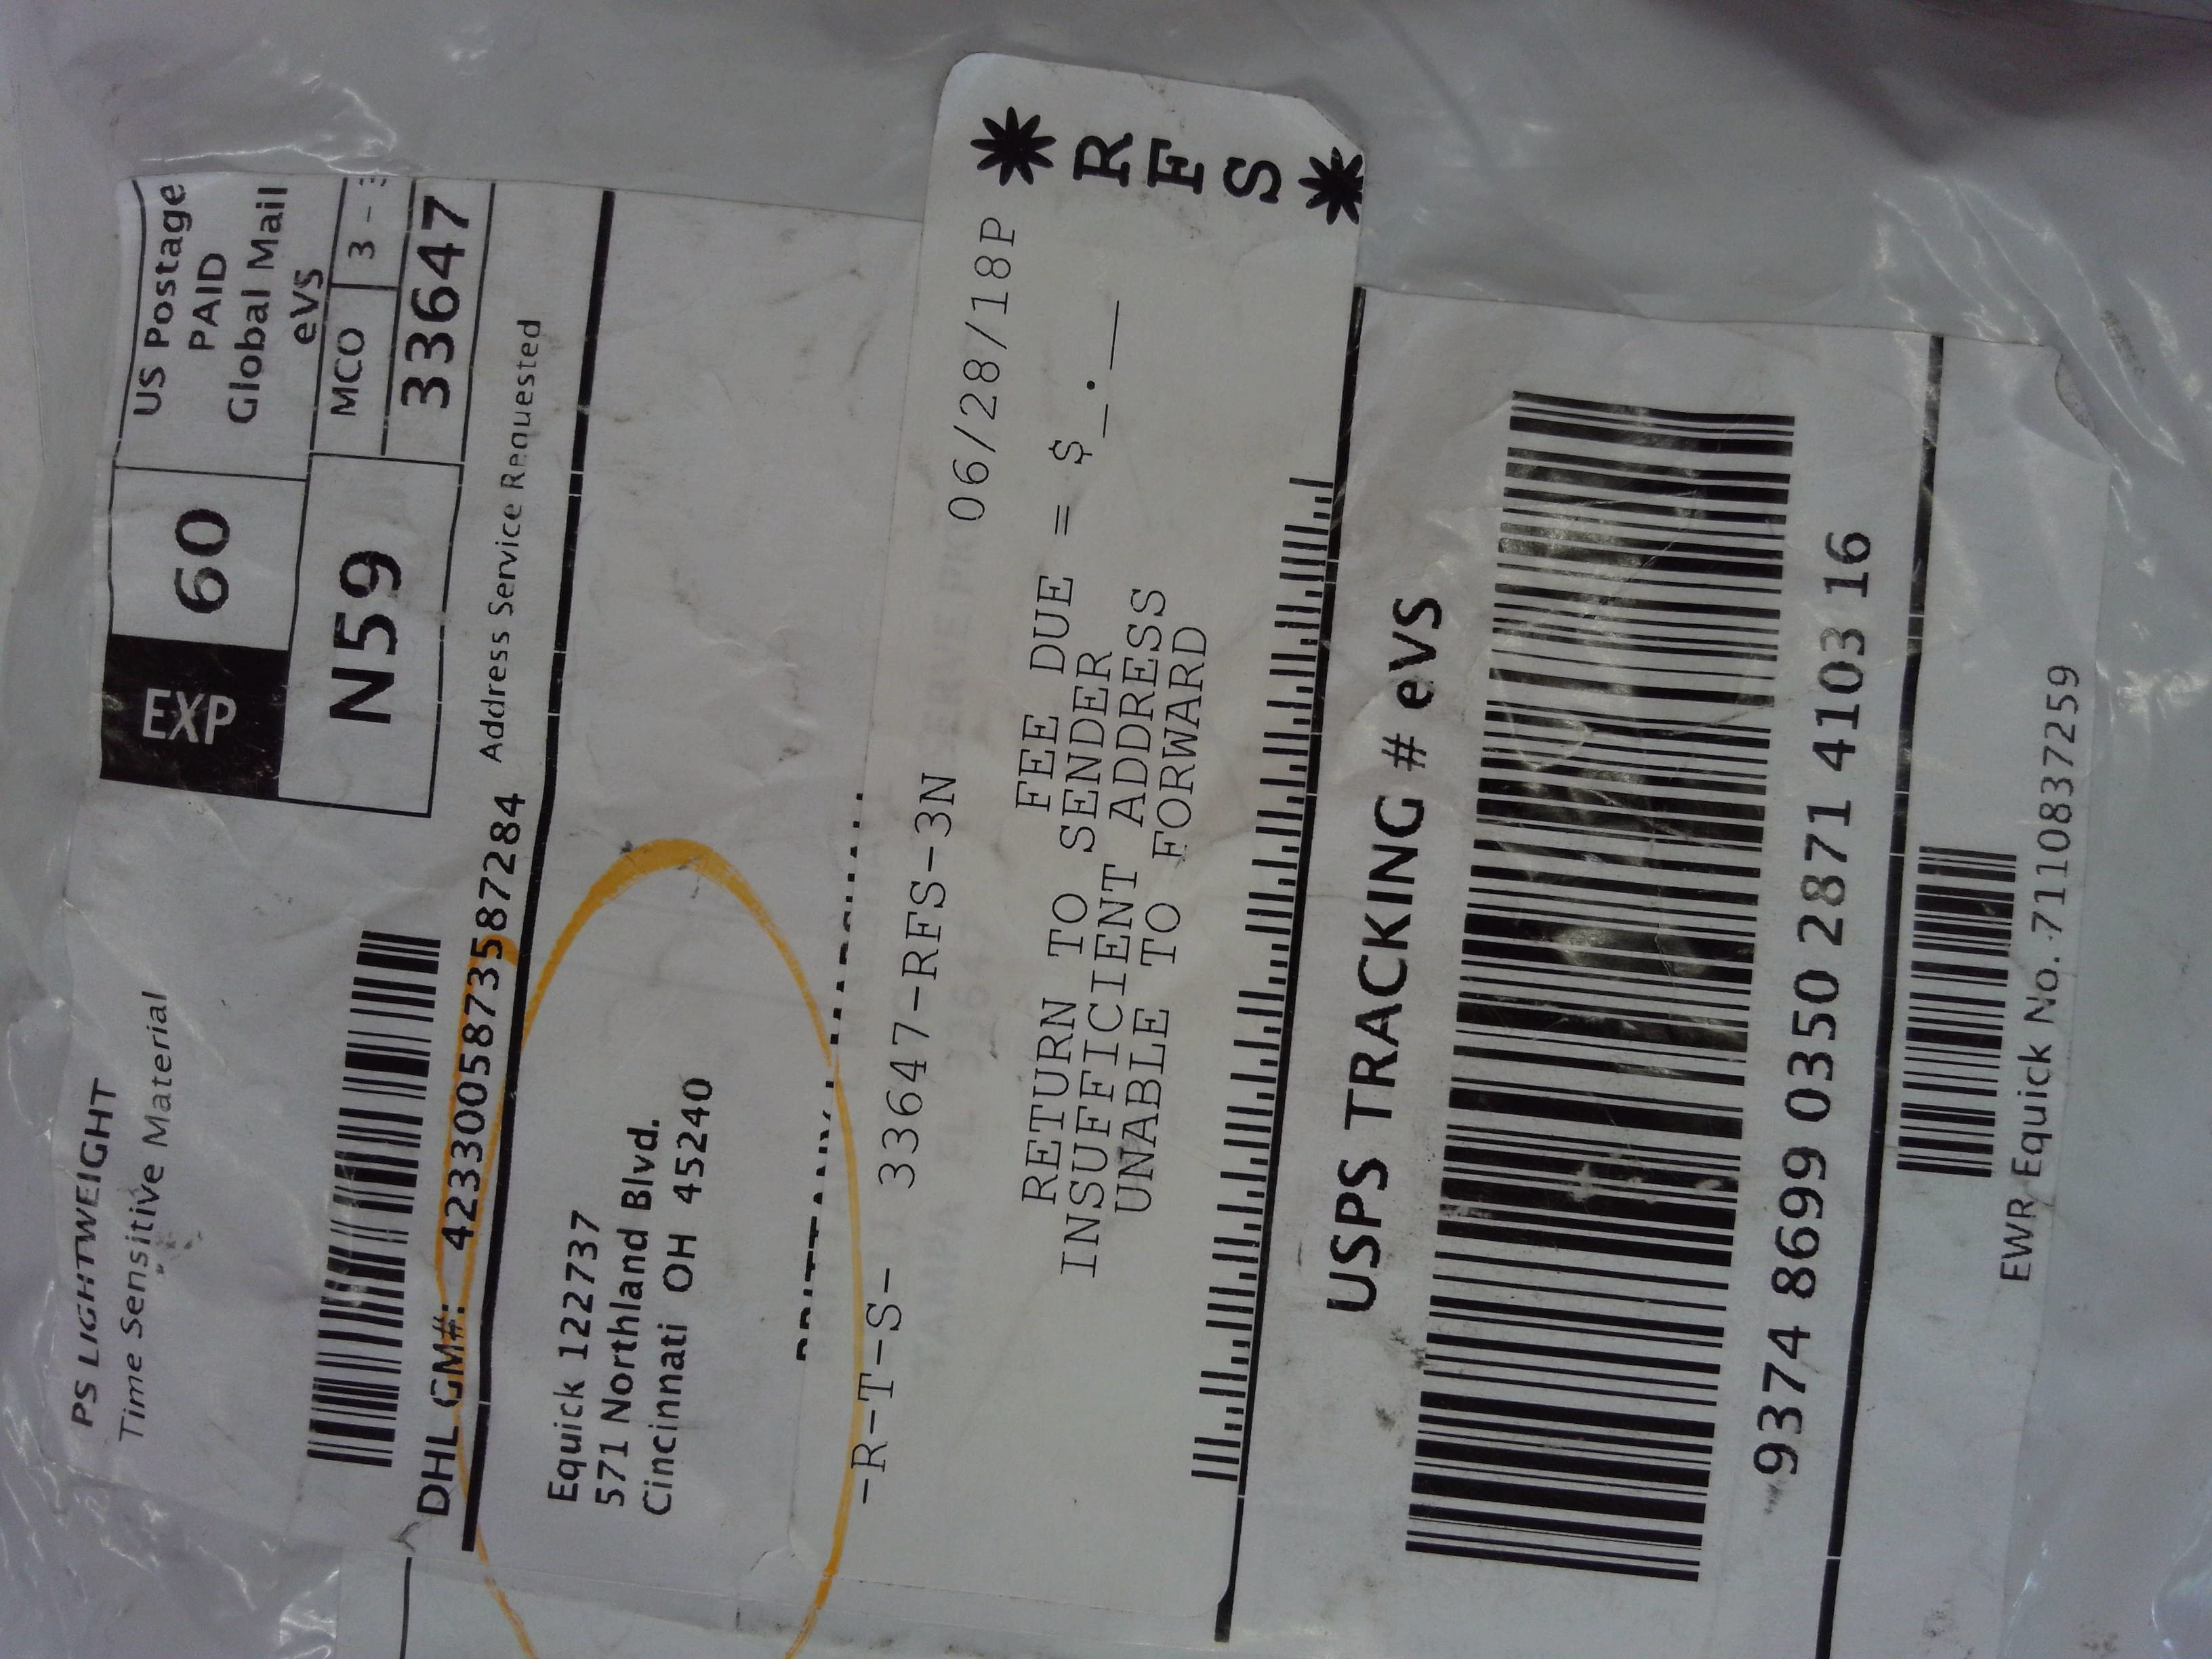 PS LIGHTWEIGHT
Time Sensitive Material
EXP
60
US Postage
PAID
Global Mail
eVS
N59
MCO
3 -
33647
DHL GM#: 4233005873587284 Address Service Requested
Equick 122737
571 Northland Blvd.
Cincinnati OH 45240
-R-T-S- 33647-RFS-3N 06/28/18P
FEE DUE = $_.__
RETURN TO SENDER
INSUFFICIENT ADDRESS
UNABLE TO FORWARD
*
R
F
S
*
USPS TRACKING # eVS
9374 8699 0350 2871 4103 16
EWR Equick No.:7110837259